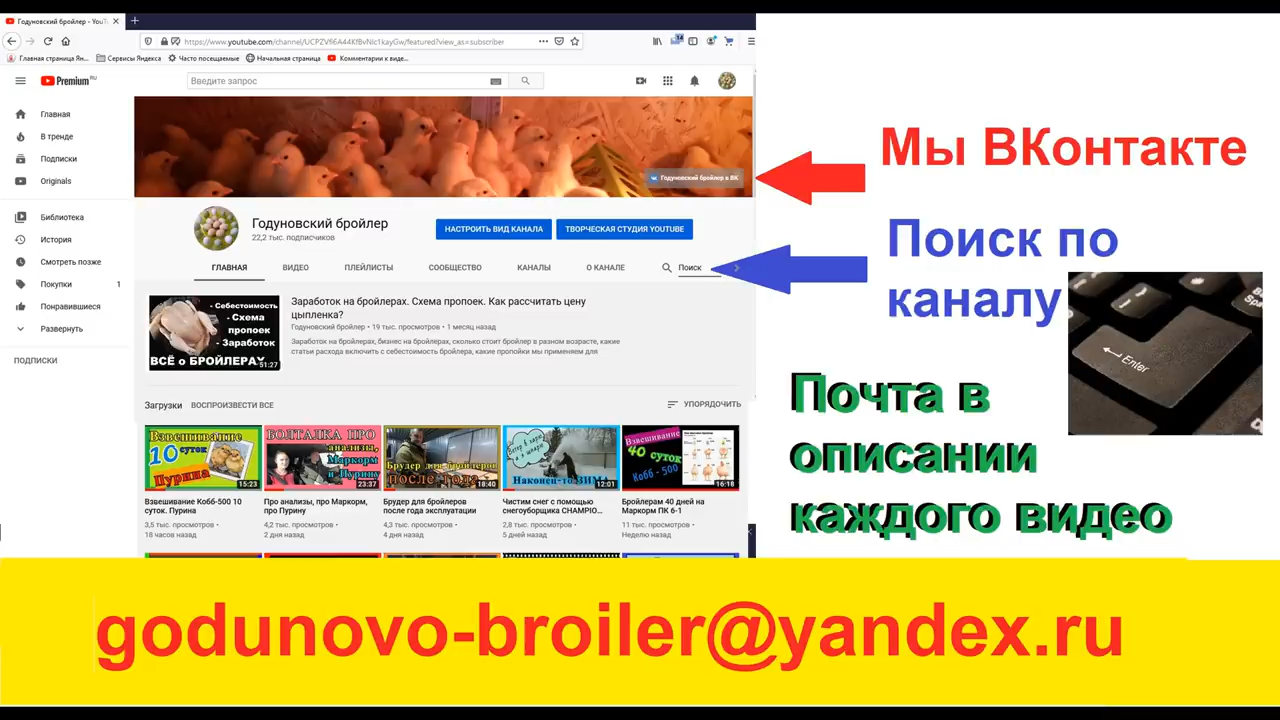 Годуновский бройлер - YouT
https://www.youtube.com/channel/UCPZVfi6A44KfBvNic1kayGw/featured?view_as=subscriber
Главная страница Ян...
Сервисы Яндекса
Часто посещаемые
Начальная страница
Комментарии к виде...
Premium RU
Введите запрос
Главная
В тренде
Подписки
Originals
Библиотека
История
Смотреть позже
Покупки 1
Понравившиеся
Развернуть
ПОДПИСКИ
Годуновский бройлер в ВК
Годуновский бройлер
22,2 тыс. подписчиков
НАСТРОИТЬ ВИД КАНАЛА
ТВОРЧЕСКАЯ СТУДИЯ YOUTUBE
ГЛАВНАЯ ВИДЕО ПЛЕЙЛИСТЫ СООБЩЕСТВО КАНАЛЫ О КАНАЛЕ Поиск
- Себестоимость
- Схема
пропоек
- Заработок
ВСЁ о БРОЙЛЕРАХ
51:27
Заработок на бройлерах. Схема пропоек. Как рассчитать цену
цыпленка?
Годуновский бройлер • 19 тыс. просмотров • 1 месяц назад
Заработок на бройлерах, бизнес на бройлерах, сколько стоит бройлер в разном возрасте, какие
статьи расхода включить с себестоимость бройлера, какие пропойки мы применяем для
Загрузки ВОСПРОИЗВЕСТИ ВСЕ
УПОРЯДОЧИТЬ
Взвешивание
10
суток
Пурина
15:23
Взвешивание Кобб-500 10
суток. Пурина
3,5 тыс. просмотров •
18 часов назад
БОЛТАЛКА ПРО
анализы,
Маркорм
и Пурину
23:37
Про анализы, про Маркорм,
про Пурину
4,2 тыс. просмотров •
2 дня назад
Брудер для бройлеров
ПОСЛЕ ГОДА
18:40
Брудер для бройлеров
после года эксплуатации
4,3 тыс. просмотров •
4 дня назад
Наконец-то ЗИМА
12:01
Чистим снег с помощью
снегоуборщика CHAMPIO...
2,8 тыс. просмотров •
5 дней назад
Взвешивание
40 суток
Кобб - 500
16:18
Бройлерам 40 дней на
Маркорм ПК 6-1
11 тыс. просмотров •
Неделю назад
Мы ВКонтакте
Поиск по
каналу
Enter
Почта в
описании
каждого видео
godunovo-broiler@yandex.ru